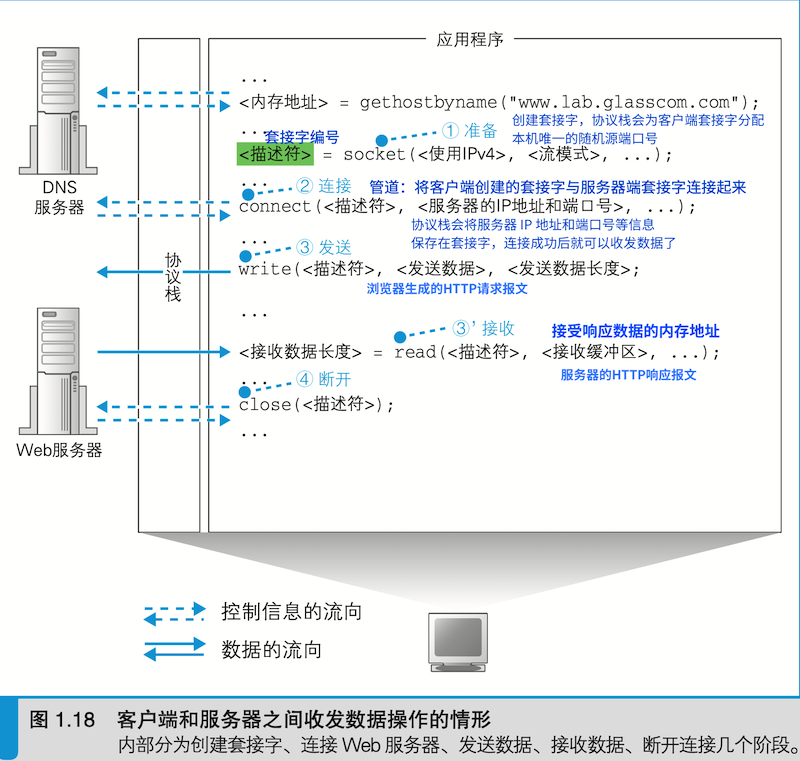 应用程序
...
<内存地址> = gethostbyname("www.lab.glasscom.com");
创建套接字，协议栈会为客户端套接字分配
本机唯一的随机源端口号
...
套接字编号
① 准备
<描述符> = socket(<使用IPv4>, <流模式>, ...);
DNS
服务器
...
② 连接
管道：将客户端创建的套接字与服务器端套接字连接起来
connect(<描述符>, <服务器的IP地址和端口号>, ...);
协议栈会将服务器 IP 地址和端口号等信息
保存在套接字，连接成功后就可以收发数据了
...
③ 发送
协议栈
write(<描述符>, <发送数据>, <发送数据长度>;
浏览器生成的HTTP请求报文
...
③' 接收
接受响应数据的内存地址
<接收数据长度> = read(<描述符>, <接收缓冲区>, ...);
服务器的HTTP响应报文
...
④ 断开
close(<描述符>);
...
Web服务器
控制信息的流向
数据的流向
图 1.18 客户端和服务器之间收发数据操作的情形
内部分为创建套接字、连接 Web 服务器、发送数据、接收数据、断开连接几个阶段。